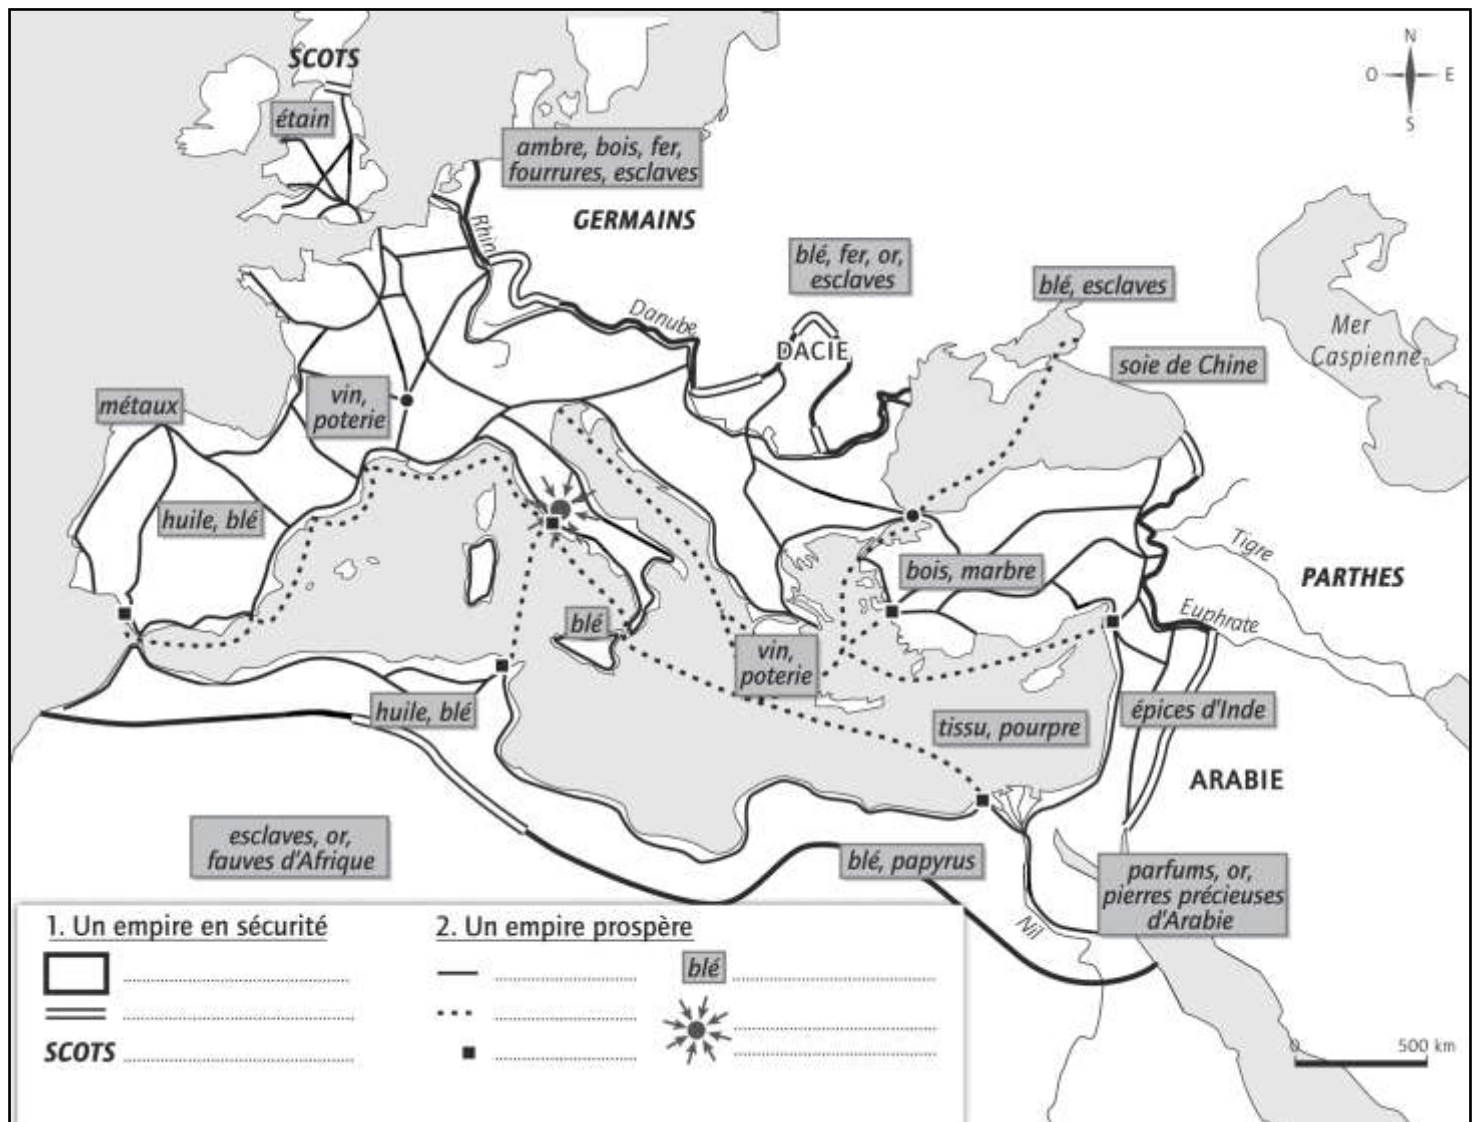 SCOTS
N
O
E
S
étain
ambre, bois, fer,
fourrures, esclaves
GERMAINS
Rhin
blé, fer, or,
esclaves
blé, esclaves
Danube
DACIE
Mer
Caspienne
soie de Chine
métaux
vin,
poterie
huile, blé
Tigre
bois, marbre
PARTHES
Euphrate
blé
vin,
poterie
huile, blé
tissu, pourpre
épices d'Inde
ARABIE
esclaves, or,
fauves d'Afrique
blé, papyrus
parfums, or,
pierres précieuses
d'Arabie
Nil
1. Un empire en sécurité
2. Un empire prospère
blé
SCOTS
0
500 km